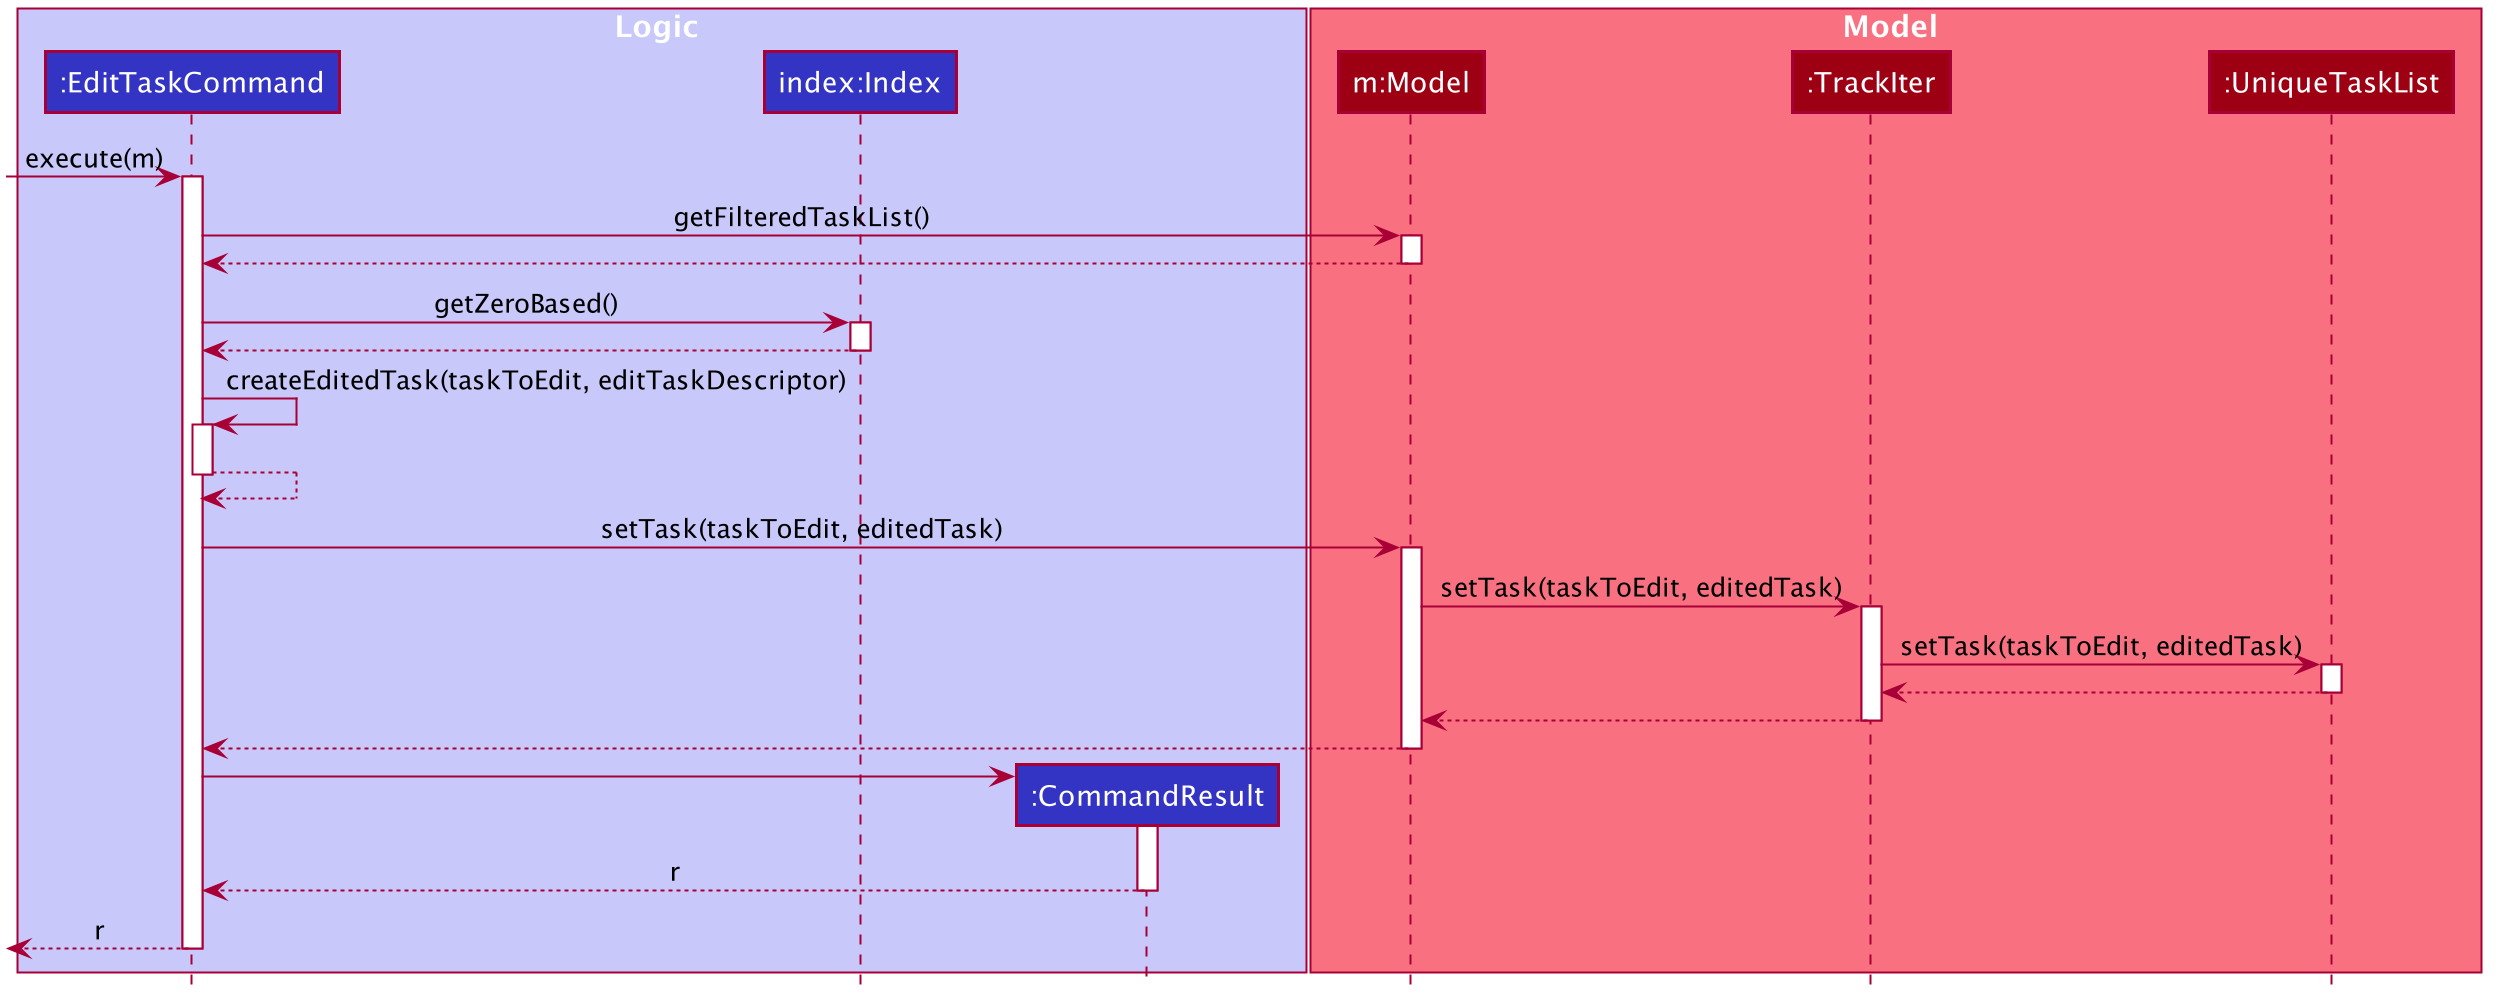 Logic
Model
:EditTaskCommand
index:Index
m:Model
:TrackIter
:UniqueTaskList
execute(m)
getFilteredTaskList()
getZeroBased()
createEditedTask(taskToEdit, editTaskDescriptor)
setTask(taskToEdit, editedTask)
setTask(taskToEdit, editedTask)
setTask(taskToEdit, editedTask)
:CommandResult
r
r